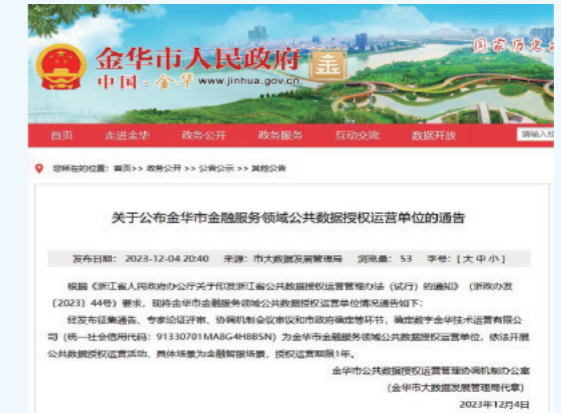 金华市人民政府
中国·金华 www.jinhua.gov.cn
国家历史
首页 走进金华 政务公开 政务服务 互动交流 数据开放 请输入
您所在的位置：首页>> 政务公开 >> 公告公示 >> 其他公告
关于公布金华市金融服务领域公共数据授权运营单位的通告
发布日期： 2023-12-04 20:40 来源：市大数据发展管理局 浏览量： 53 字号：[ 大 中 小 ]
根据《浙江省人民政府办公厅关于印发浙江省公共数据授权运营管理办法（试行）的通知》（浙政办发
〔2023〕44号）要求，现将金华市金融服务领域公共数据授权运营单位情况通告如下：
经发布征集通告、专家论证评审、协调机制会议审议和市政府确定等环节，确定数字金华技术运营有限公
司（统一社会信用代码：91330701MA8G4H8B5N）为金华市金融服务领域公共数据授权运营单位，依法开展
公共数据授权运营活动，具体场景为金融智服场景，授权运营期限1年。
金华市公共数据授权运营管理协调机制办公室
（金华市大数据发展管理局代章）
2023年12月4日